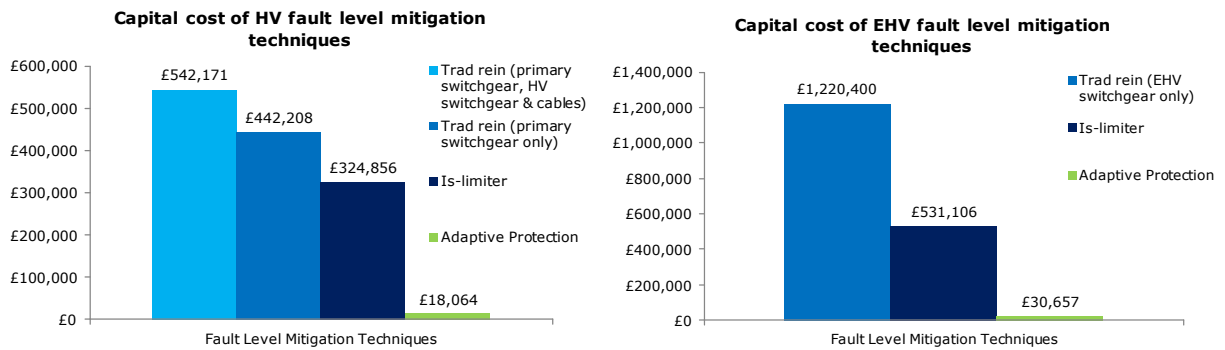 Capital cost of HV fault level mitigation
techniques
£600,000
£500,000
£400,000
£300,000
£200,000
£100,000
£0
£542,171
£442,208
£324,856
£18,064
Fault Level Mitigation Techniques
Trad rein (primary
switchgear, HV
switchgear & cables)
Trad rein (primary
switchgear only)
Is-limiter
Adaptive Protection
Capital cost of EHV fault level mitigation
techniques
£1,400,000
£1,200,000
£1,000,000
£800,000
£600,000
£400,000
£200,000
£0
£1,220,400
£531,106
£30,657
Fault Level Mitigation Techniques
Trad rein (EHV
switchgear only)
Is-limiter
Adaptive Protection